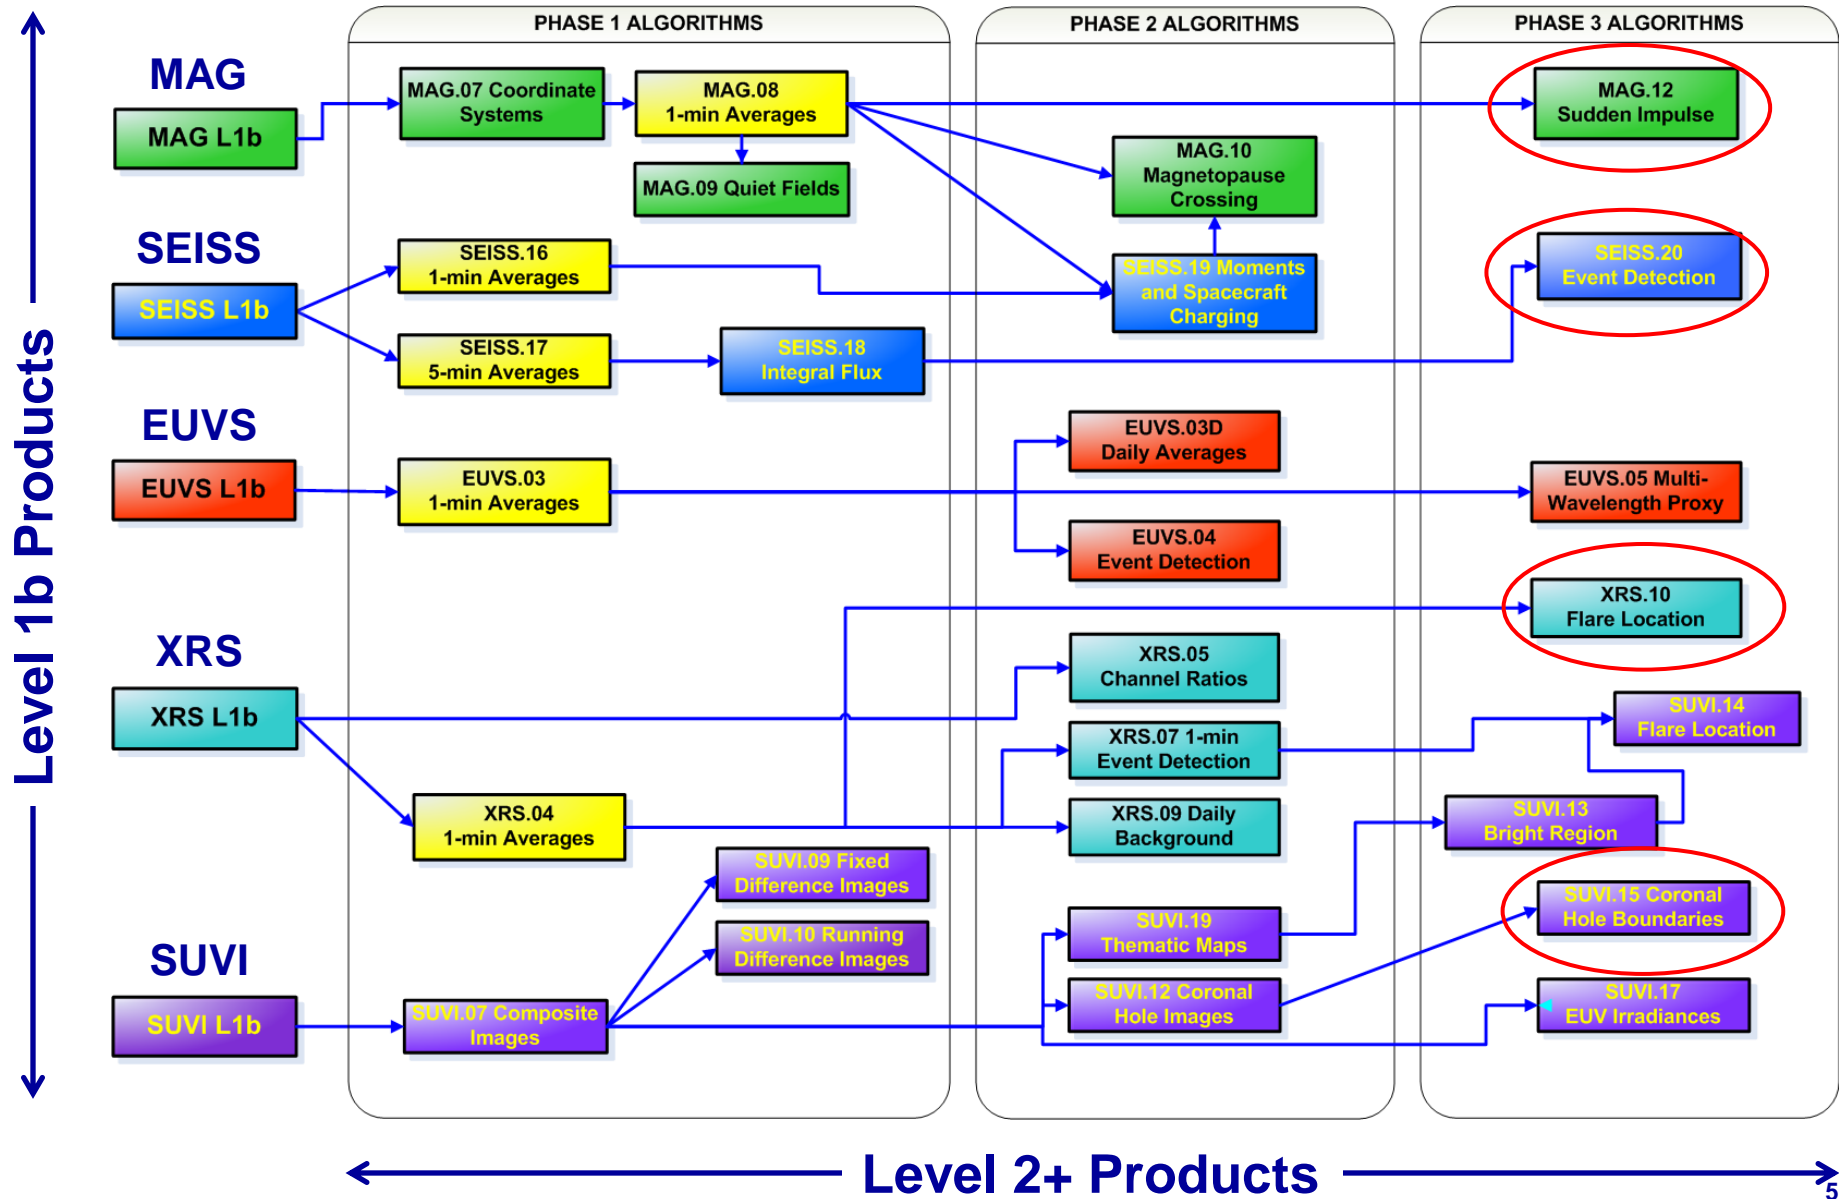 PHASE 1 ALGORITHMS
PHASE 2 ALGORITHMS
PHASE 3 ALGORITHMS
Level 1b Products
MAG
MAG L1b
MAG.07 Coordinate
Systems
MAG.08
1-min Averages
MAG.09 Quiet Fields
MAG.10
Magnetopause
Crossing
MAG.12
Sudden Impulse
SEISS
SEISS L1b
SEISS.16
1-min Averages
SEISS.17
5-min Averages
SEISS.18
Integral Flux
SEISS.19 Moments
and Spacecraft
Charging
SEISS.20
Event Detection
EUVS
EUVS L1b
EUVS.03
1-min Averages
EUVS.03D
Daily Averages
EUVS.04
Event Detection
EUVS.05 Multi-
Wavelength Proxy
XRS
XRS L1b
XRS.04
1-min Averages
XRS.05
Channel Ratios
XRS.07 1-min
Event Detection
XRS.09 Daily
Background
XRS.10
Flare Location
SUVI
SUVI L1b
SUVI.07 Composite
Images
SUVI.09 Fixed
Difference Images
SUVI.10 Running
Difference Images
SUVI.19
Thematic Maps
SUVI.12 Coronal
Hole Images
SUVI.14
Flare Location
SUVI.13
Bright Region
SUVI.15 Coronal
Hole Boundaries
SUVI.17
EUV Irradiances
Level 2+ Products
5